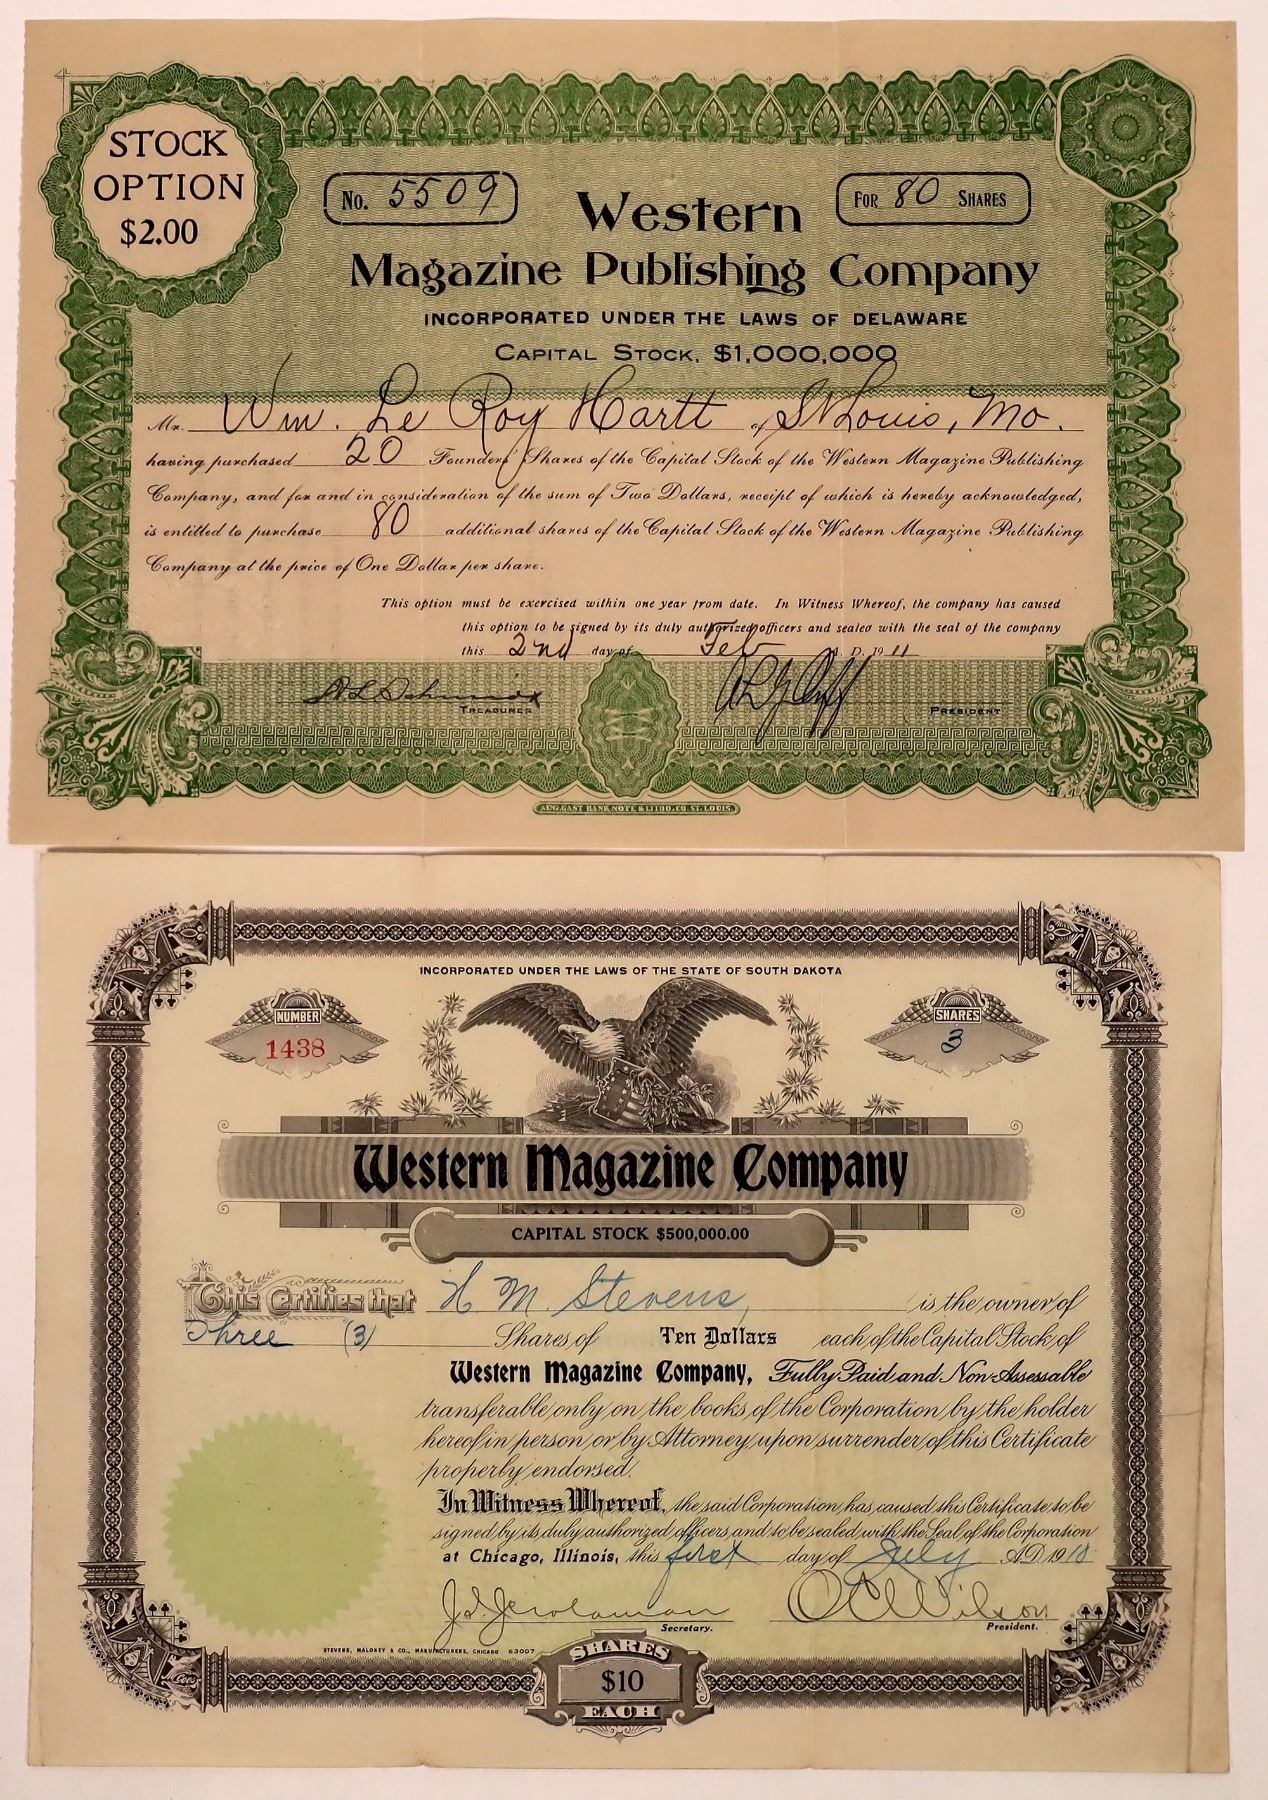 STOCK
OPTION
$2.00
No. 5509
FOR 80 SHARES
Western
Magazine Publishing Company
INCORPORATED UNDER THE LAWS OF DELAWARE
CAPITAL STOCK, $1,000,000
Mr. Wm. Le Roy Hartt of St Louis, Mo.
having purchased 20 Founders' Shares of the Capital Stock of the Western Magazine Publishing
Company, and for and in consideration of the sum of Two Dollars, receipt of which is hereby acknowledged,
is entitled to purchase 80 additional shares of the Capital Stock of the Western Magazine Publishing
Company at the price of One Dollar per share.
This option must be exercised within one year from date. In Witness Whereof, the company has caused
this option to be signed by its duly authorized officers and sealed with the seal of the company
this 2nd day of Feb A. D. 1911
TREASURER
PRESIDENT
AUG. GAST BANK NOTE & LITHO. CO. ST. LOUIS.
INCORPORATED UNDER THE LAWS OF THE STATE OF SOUTH DAKOTA
NUMBER
1438
SHARES
3
Western Magazine Company
CAPITAL STOCK $500,000.00
This Certifies that H. M. Stevens, is the owner of
Three (3) Shares of Ten Dollars each of the Capital Stock of
Western Magazine Company, Fully Paid and Non-Assessable
transferable only on the books of the Corporation by the holder
hereof in person or by Attorney upon surrender of this Certificate
properly endorsed.
In Witness Whereof, the said Corporation has caused this Certificate to be
signed by its duly authorized officers and to be sealed with the Seal of the Corporation
at Chicago, Illinois, this first day of July A.D. 1918
O C Wilson
Secretary.
President.
STEVENS, MALONEY & CO., MANUFACTURERS, CHICAGO 63007
SHARES
$10
EACH